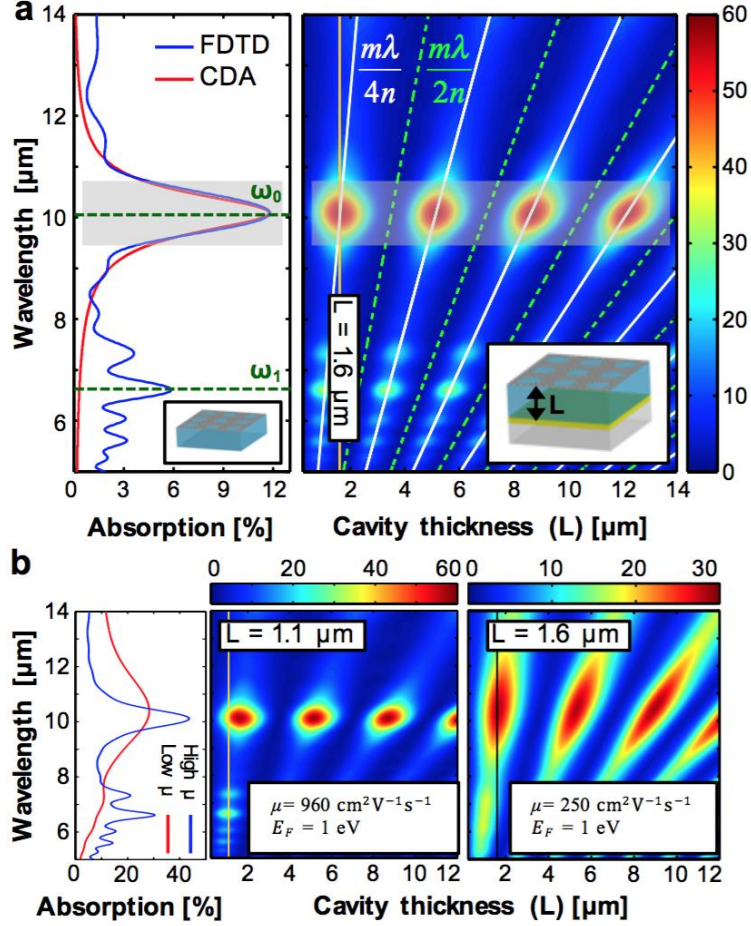 a
FDTD
CDA
ω₀
ω₁
14
12
10
8
6
Wavelength [μm]
0 3 6 9 12
Absorption [%]
mλ/4n
mλ/2n
L = 1.6 μm
L
2 4 6 8 10 12 14
Cavity thickness (L) [μm]
60
50
40
30
20
10
0
b
14
12
10
8
6
Wavelength [μm]
High μ
Low μ
0 20 40
Absorption [%]
0 20 40 60
L = 1.1 μm
μ= 960 cm²V⁻¹s⁻¹
E_F = 1 eV
0 2 4 6 8 10 12
0 10 20 30
L = 1.6 μm
μ= 250 cm²V⁻¹s⁻¹
E_F = 1 eV
0 2 4 6 8 10 12
Cavity thickness (L) [μm]